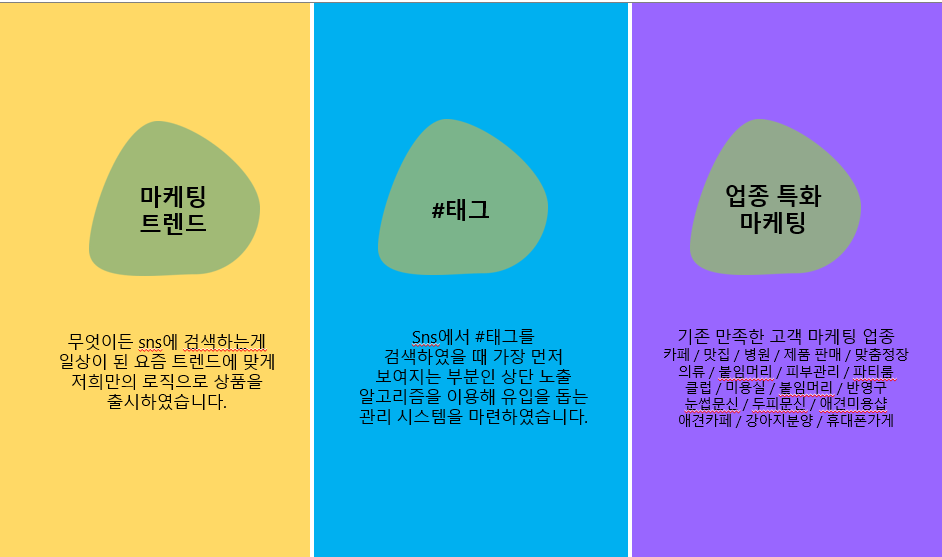 마케팅
트렌드
무엇이든 sns에 검색하는게
일상이 된 요즘 트렌드에 맞게
저희만의 로직으로 상품을
출시하였습니다.
#태그
Sns에서 #태그를
검색하였을 때 가장 먼저
보여지는 부분인 상단 노출
알고리즘을 이용해 유입을 돕는
관리 시스템을 마련하였습니다.
업종 특화
마케팅
기존 만족한 고객 마케팅 업종
카페 / 맛집 / 병원 / 제품 판매 / 맞춤정장
의류 / 붙임머리 / 피부관리 / 파티룸
클럽 / 미용실 / 붙임머리 / 반영구
눈썹문신 / 두피문신 / 애견미용샵
애견카페 / 강아지분양 / 휴대폰가게